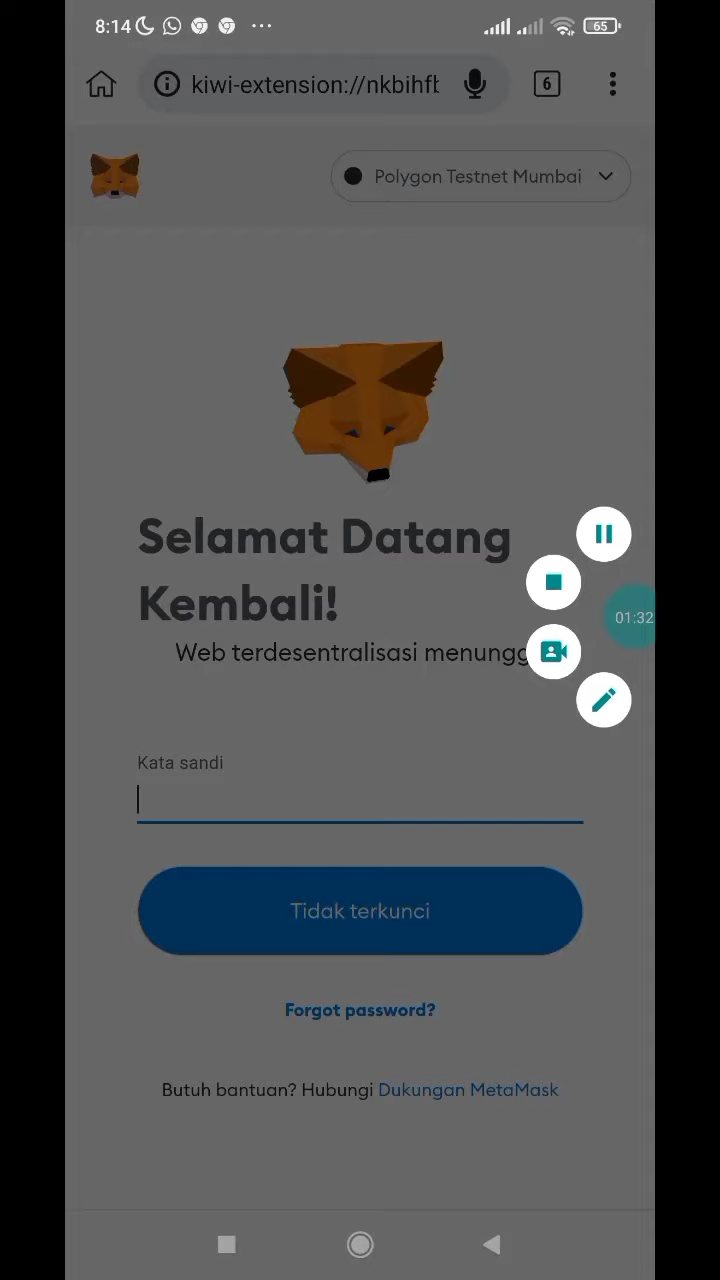 8:14
65
kiwi-extension://nkbihfb
6
Polygon Testnet Mumbai
Selamat Datang
Kembali!
01:32
Web terdesentralisasi menungg
Kata sandi
Tidak terkunci
Forgot password?
Butuh bantuan? Hubungi Dukungan MetaMask